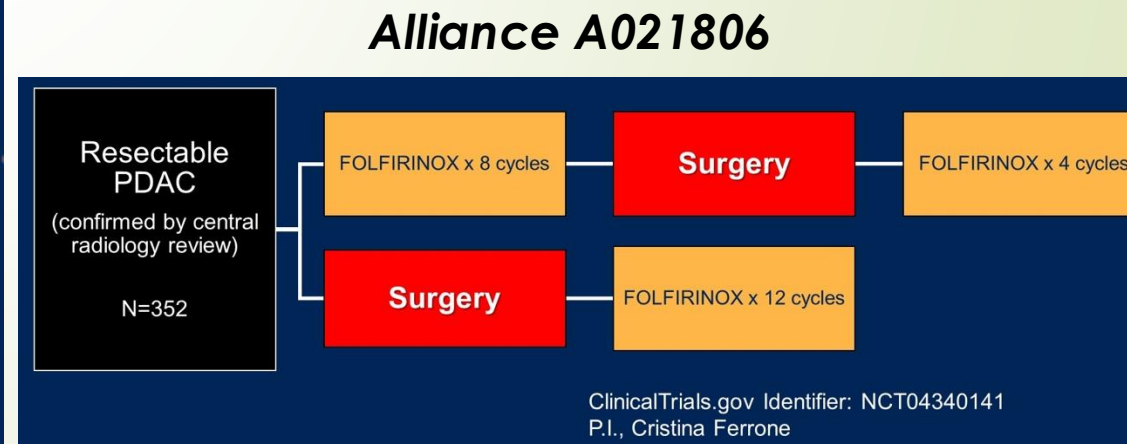 Alliance A021806
Resectable
PDAC
(confirmed by central
radiology review)
N=352
FOLFIRINOX x 8 cycles
Surgery
FOLFIRINOX x 4 cycles
Surgery
FOLFIRINOX x 12 cycles
ClinicalTrials.gov Identifier: NCT04340141
P.I., Cristina Ferrone